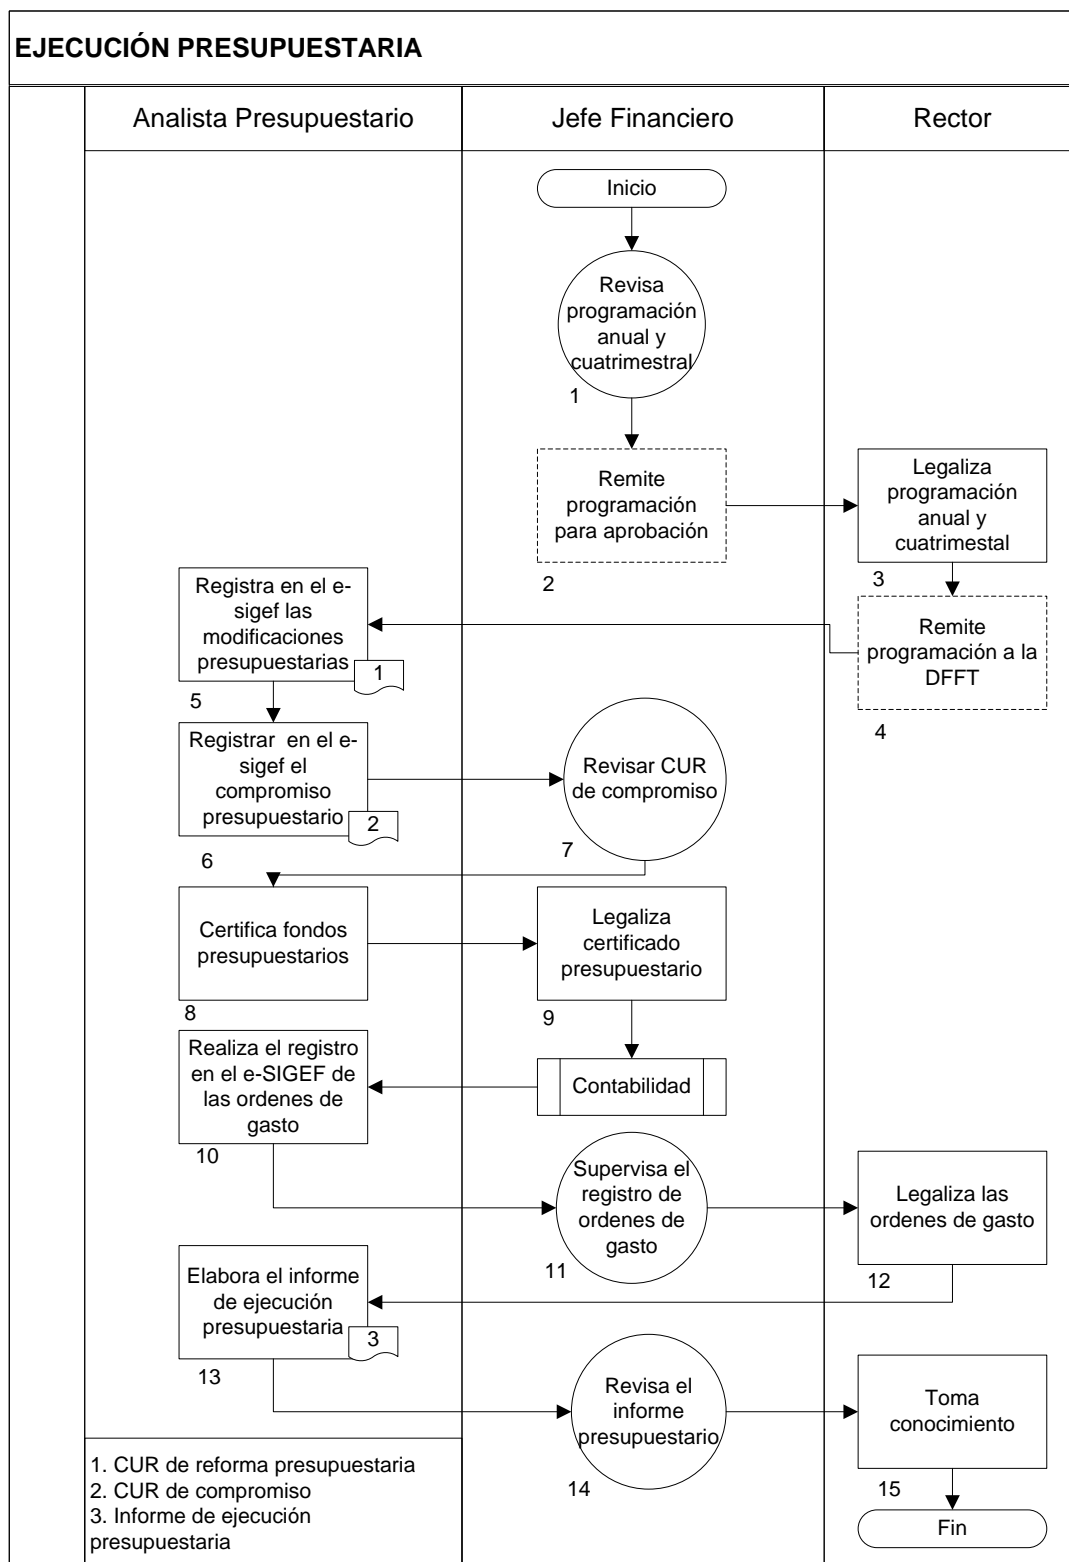 EJECUCIÓN PRESUPUESTARIA
Analista Presupuestario
Jefe Financiero
Rector
Inicio
Revisa
programación
anual y
cuatrimestral
1
Remite
programación
para aprobación
2
Legaliza
programación
anual y
cuatrimestal
3
Remite
programación a la
DFFT
4
Registra en el e-
sigef las
modificaciones
presupuestarias
1
5
Registrar en el e-
sigef el
compromiso
presupuestario
2
6
Revisar CUR
de compromiso
7
Certifica fondos
presupuestarios
8
Legaliza
certificado
presupuestario
9
Contabilidad
Realiza el registro
en el e-SIGEF de
las ordenes de
gasto
10
Supervisa el
registro de
ordenes de
gasto
11
Legaliza las
ordenes de gasto
12
Elabora el informe
de ejecución
presupuestaria
3
13
Revisa el
informe
presupuestario
14
Toma
conocimiento
15
Fin
1. CUR de reforma presupuestaria
2. CUR de compromiso
3. Informe de ejecución
presupuestaria